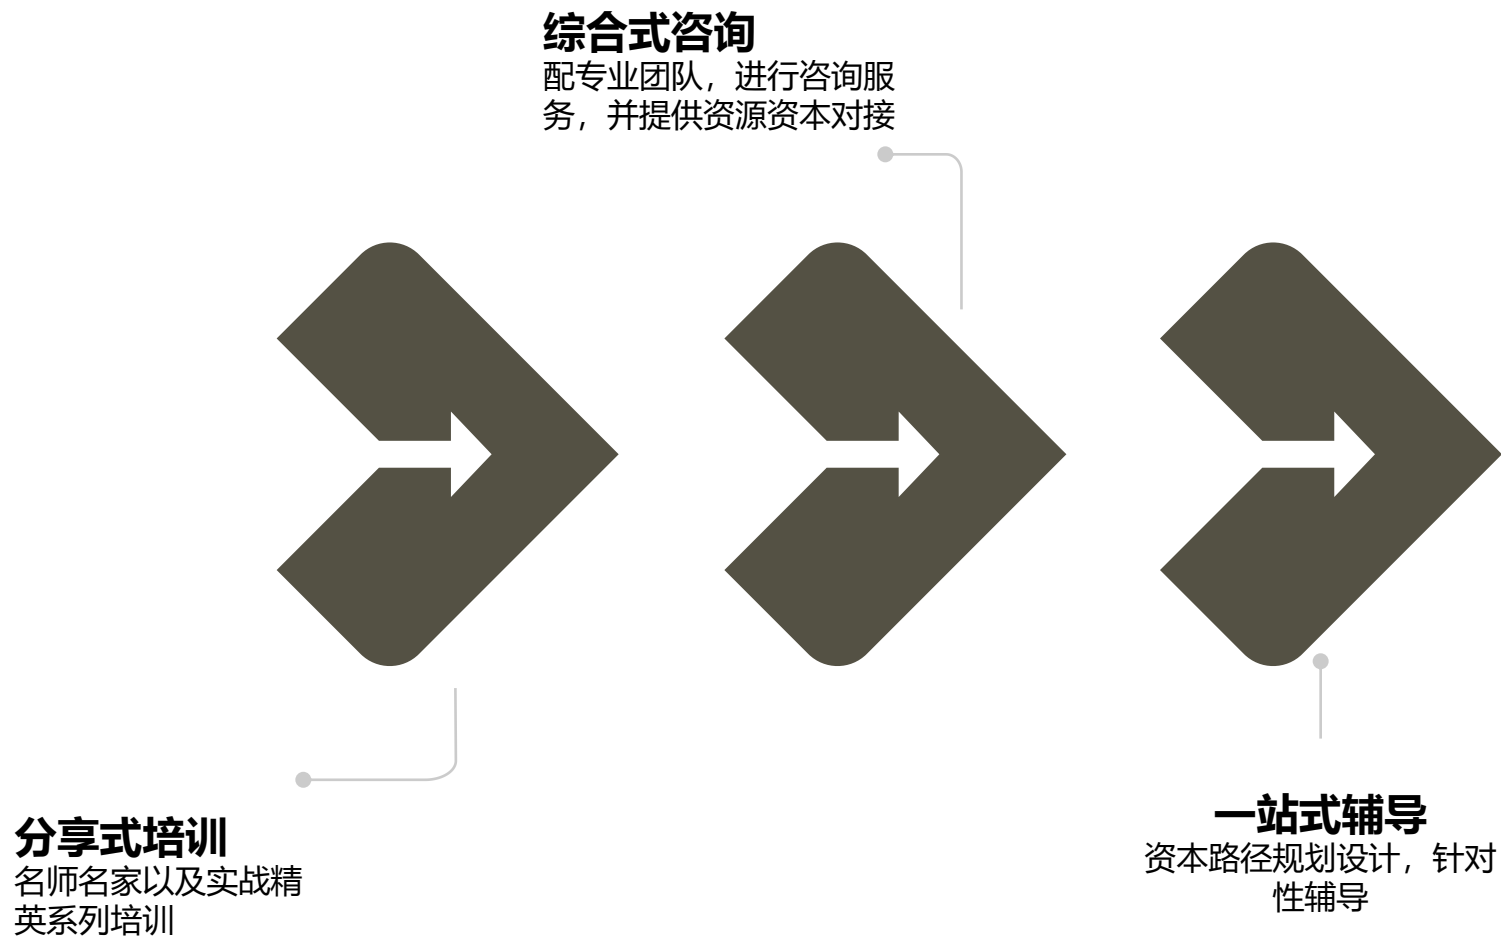 综合式咨询
配专业团队，进行咨询服
务，并提供资源资本对接
分享式培训
名师名家以及实战精
英系列培训
一站式辅导
资本路径规划设计，针对
性辅导